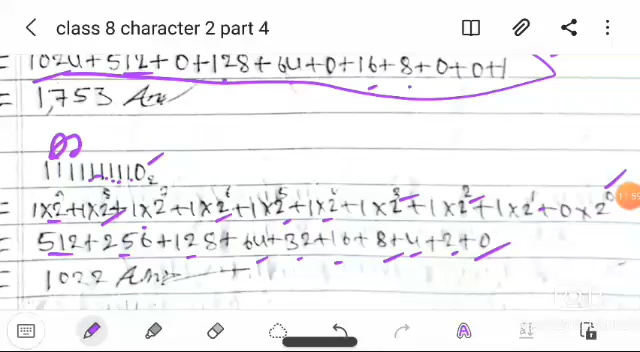 class 8 character 2 part 4
= 1024+512+0+128+64+0+16+8+0+0+1
= 1,753 Ans
1111111110₂
= 1×2⁹+1×2⁸+1×2⁷+1×2⁶+1×2⁵+1×2⁴+1×2³+1×2²+1×2¹+0×2⁰
= 512+256+128+64+32+16+8+4+2+0
= 1022 Ans